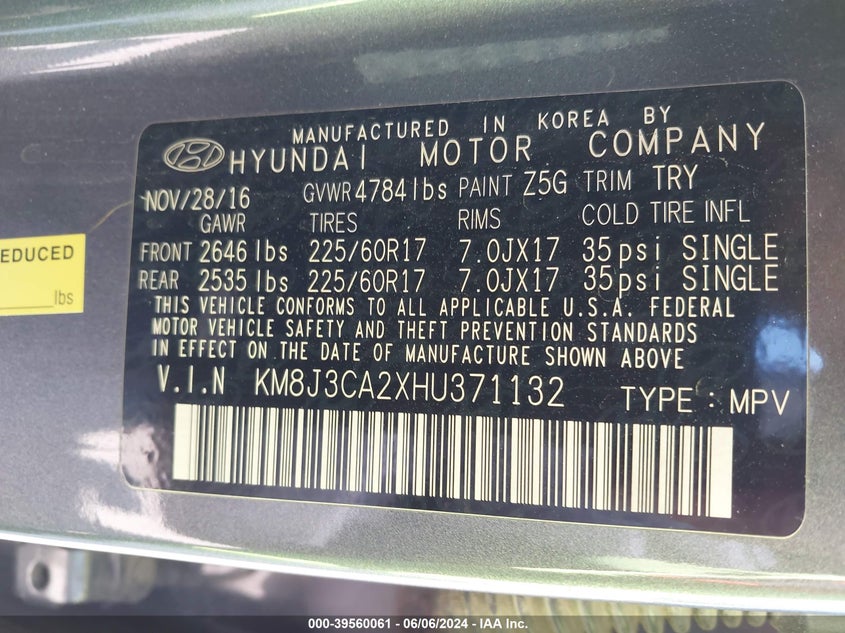 MANUFACTURED IN KOREA BY
HYUNDAI MOTOR COMPANY
NOV/28/16 GVWR 4784lbs PAINT Z5G TRIM TRY
GAWR TIRES RIMS COLD TIRE INFL
FRONT 2646 lbs 225/60R17 7.0JX17 35psi SINGLE
REAR 2535 lbs 225/60R17 7.0JX17 35psi SINGLE
THIS VEHICLE CONFORMS TO ALL APPLICABLE U.S.A. FEDERAL
MOTOR VEHICLE SAFETY AND THEFT PREVENTION STANDARDS
IN EFFECT ON THE DATE OF MANUFACTURE SHOWN ABOVE
V.I.N KM8J3CA2XHU371132 TYPE : MPV
EDUCED
lbs
000-39560061 - 06/06/2024 - IAA Inc.